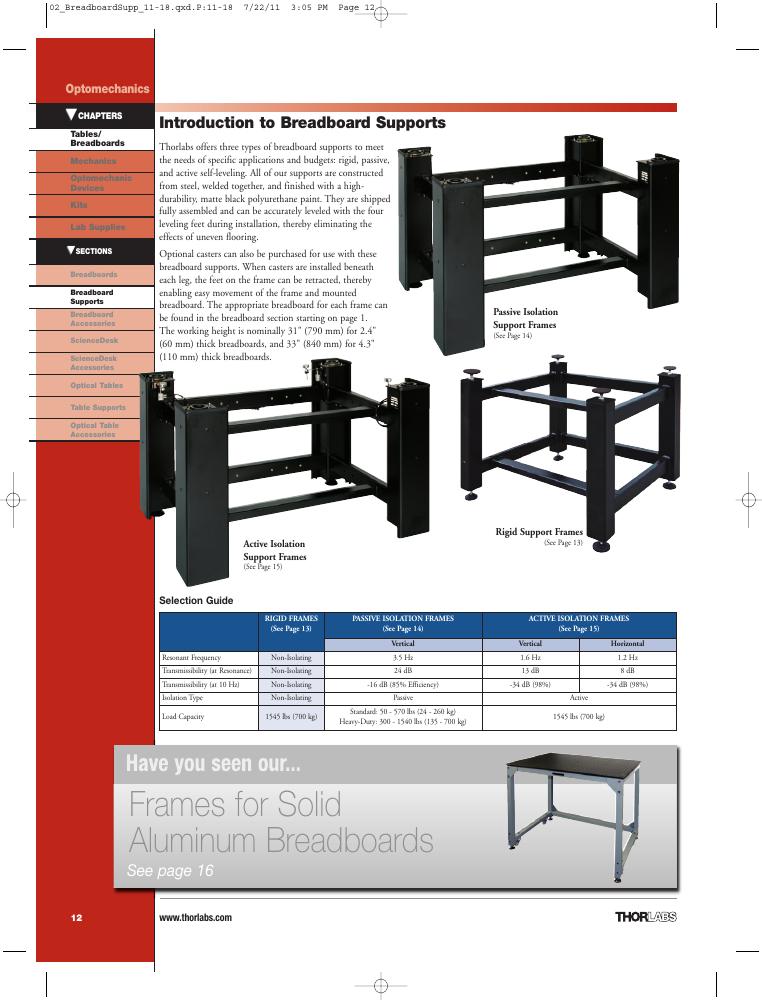 02_BreadboardSupp_11-18.qxd.P:11-18 7/22/11 3:05 PM Page 12
Optomechanics
CHAPTERS
Tables/
Breadboards
Mechanics
Optomechanic
Devices
Kits
Lab Supplies
SECTIONS
Breadboards
Breadboard
Supports
Breadboard
Accessories
ScienceDesk
ScienceDesk
Accessories
Optical Tables
Table Supports
Optical Table
Accessories
Introduction to Breadboard Supports
Thorlabs offers three types of breadboard supports to meet
the needs of specific applications and budgets: rigid, passive,
and active self-leveling. All of our supports are constructed
from steel, welded together, and finished with a high-
durability, matte black polyurethane paint. They are shipped
fully assembled and can be accurately leveled with the four
leveling feet during installation, thereby eliminating the
effects of uneven flooring.
Optional casters can also be purchased for use with these
breadboard supports. When casters are installed beneath
each leg, the feet on the frame can be retracted, thereby
enabling easy movement of the frame and mounted
breadboard. The appropriate breadboard for each frame can
be found in the breadboard section starting on page 1.
The working height is nominally 31" (790 mm) for 2.4"
(60 mm) thick breadboards, and 33" (840 mm) for 4.3"
(110 mm) thick breadboards.
Passive Isolation
Support Frames
(See Page 14)
Active Isolation
Support Frames
(See Page 15)
Rigid Support Frames
(See Page 13)
Selection Guide
RIGID FRAMES PASSIVE ISOLATION FRAMES ACTIVE ISOLATION FRAMES
(See Page 13) (See Page 14) (See Page 15)
Vertical Vertical Horizontal
Resonant Frequency Non-Isolating 3.5 Hz 1.6 Hz 1.2 Hz
Transmissibility (at Resonance) Non-Isolating 24 dB 13 dB 8 dB
Transmissibility (at 10 Hz) Non-Isolating -16 dB (85% Efficiency) -34 dB (98%) -34 dB (98%)
Isolation Type Non-Isolating Passive Active
Load Capacity 1545 lbs (700 kg) Standard: 50 - 570 lbs (24 - 260 kg) 1545 lbs (700 kg)
Heavy-Duty: 300 - 1540 lbs (135 - 700 kg)
Have you seen our...
Frames for Solid
Aluminum Breadboards
See page 16
12
www.thorlabs.com
THORLABS